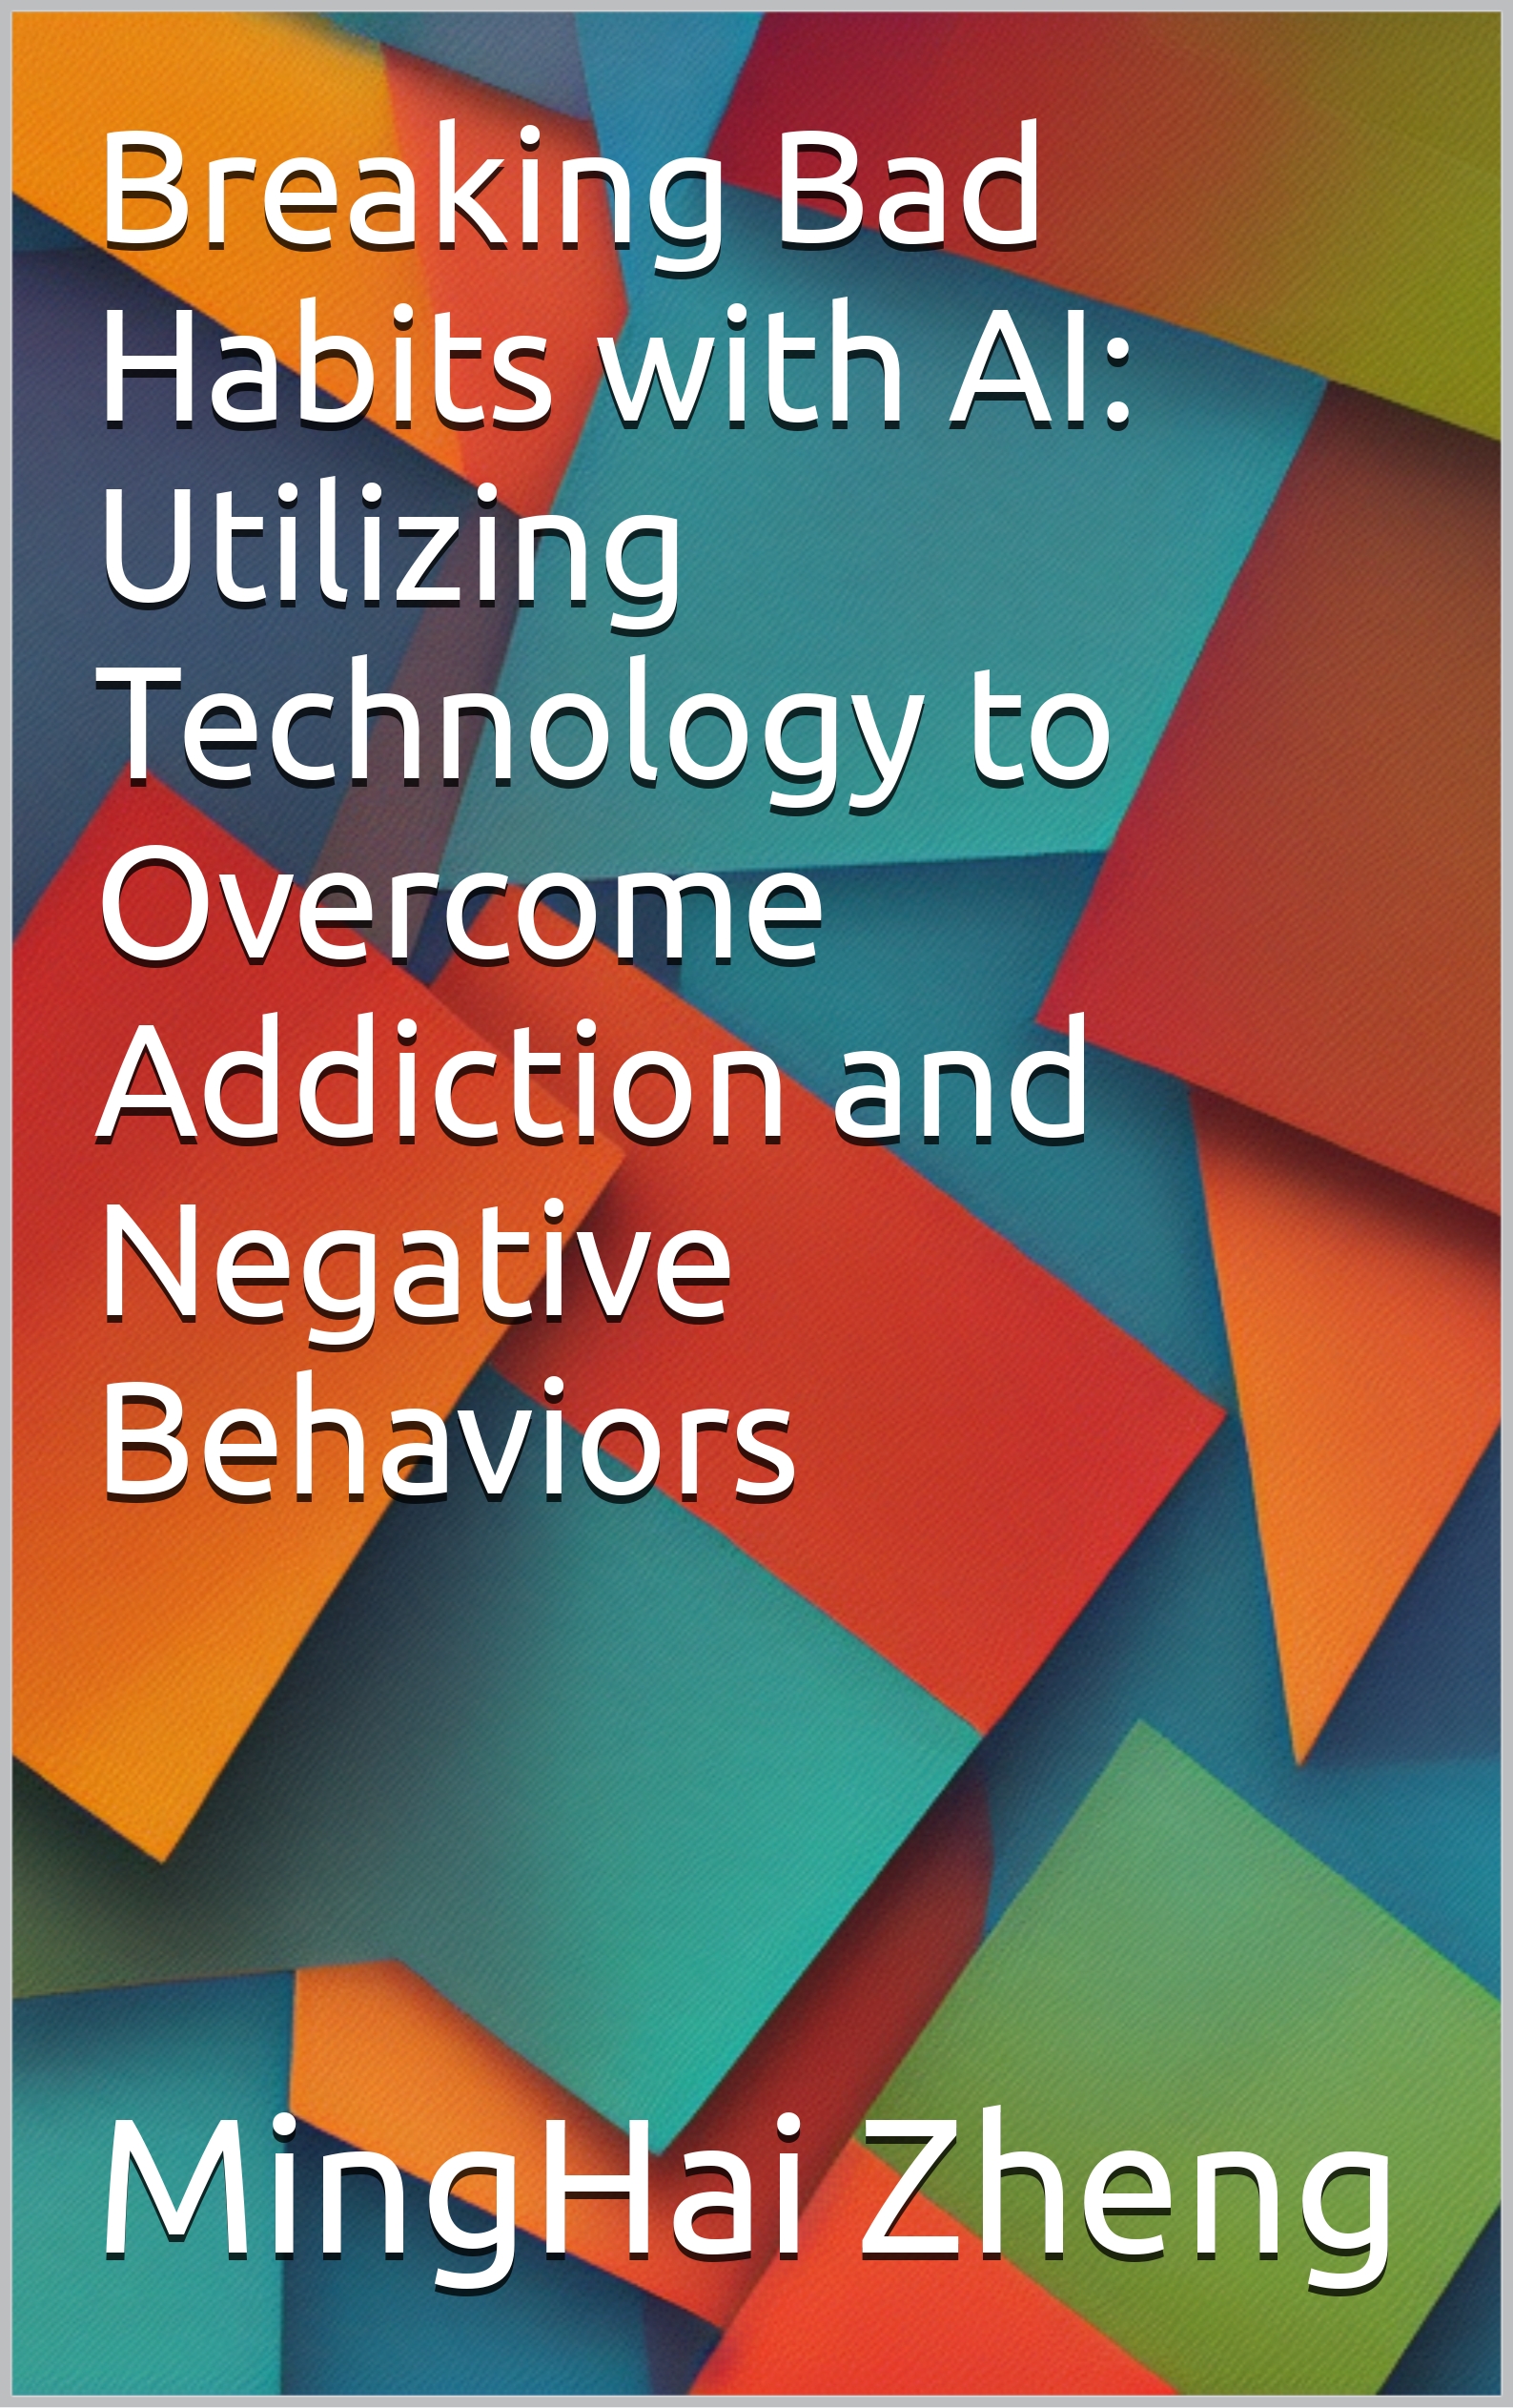 Breaking Bad
Habits with AI:
Utilizing
Technology to
Overcome
Addiction and
Negative
Behaviors
MingHai Zheng